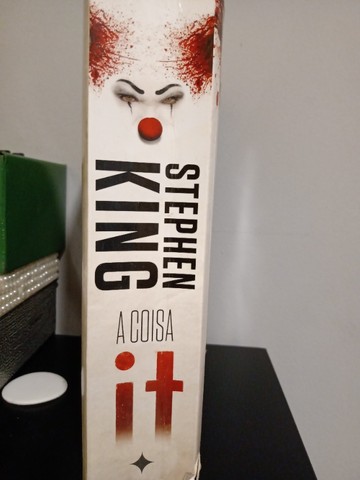 STEPHEN
KING
A COISA
it